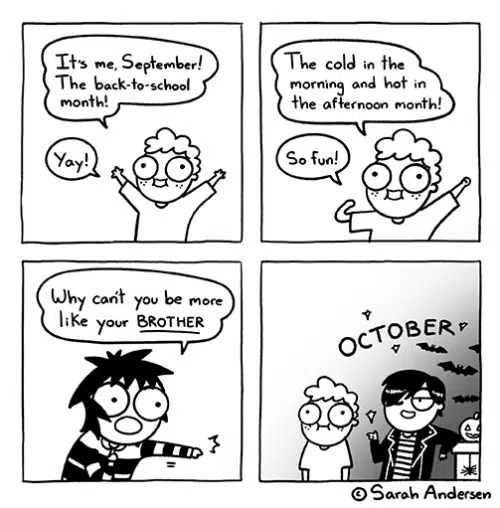 It's me, September!
The back-to-school
month!
Yay!
The cold in the
morning and hot in
the afternoon month!
So fun!
Why can't you be more
like your BROTHER
OCTOBER
© Sarah Andersen